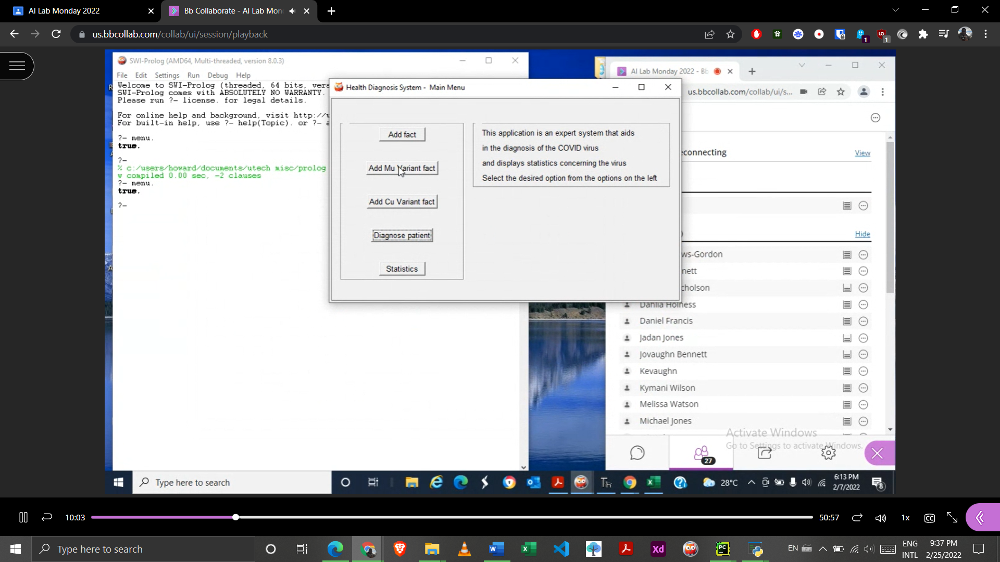 AI Lab Monday 2022
Bb Collaborate - AI Lab Mon
us.bbcollab.com/collab/ui/session/playback
SWI-Prolog (AMD64, Multi-threaded, version 8.0.3)
File Edit Settings Run Debug Help
Welcome to SWI-Prolog (threaded, 64 bits, vers
SWI-Prolog comes with ABSOLUTELY NO WARRANTY.
Please run ?- license. for legal details.
For online help and background, visit http://
For built-in help, use ?- help(Topic). or ?- a
?- menu.
true.
?-
% c:/users/howard/documents/utech misc/prolog
w compiled 0.00 sec, -2 clauses
?- menu.
true.
?-
Health Diagnosis System - Main Menu
Add fact
Add Mu Variant fact
Add Cu Variant fact
Diagnose patient
Statistics
This application is an expert system that aids
in the diagnosis of the COVID virus
and displays statistics concerning the virus
Select the desired option from the options on the left
AI Lab Monday 2022 - Bb
us.bbcollab.com/collab/ui/s...
econnecting
View
Hide
ws-Gordon
nett
cholson
Dahlia Holness
Daniel Francis
Jadan Jones
Jovaughn Bennett
Kevaughn
Kymani Wilson
Melissa Watson
Michael Jones
Activate Windows
Go to Settings to activate Windows.
27
Type here to search
28°C
6:13 PM
2/7/2022
8
10:03
50:57
1x
CC
Type here to search
Xd
PC
EN
ENG
INTL
9:37 PM
2/25/2022